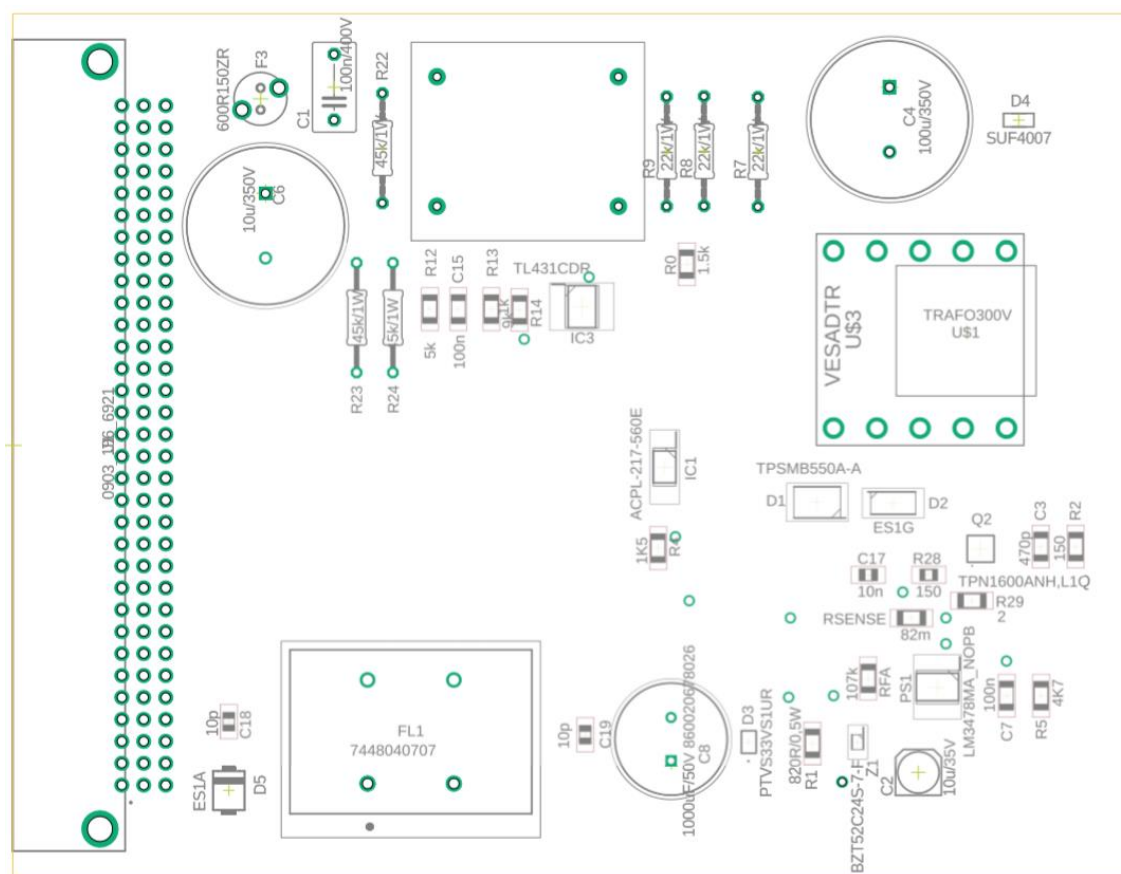 600R150ZR
F3
C1
100n/400V
R22
45k/1W
10u/350V
C6
R9
22k/1W
R8
22k/1W
R7
22k/1W
C4
100u/350V
D4
SUF4007
R12
C15
R13
TL431CDR
R0
1.5k
45k/1W
5k/1W
9k1k
R14
IC3
5k
100n
R23
R24
VESADTR
U$3
TRAFO300V
U$1
0903_196_6921
ACPL-217-560E
IC1
TPSMB550A-A
D1
D2
ES1G
Q2
C3
470p
R2
150
1K5
R4
C17
10n
R28
150
TPN1600ANH,L1Q
R29
2
RSENSE
82m
107k
RFA
PS1
LM3478MA_NOPB
100n
C7
4K7
R5
10p
C18
FL1
7448040707
10p
C19
1000uF/50V 860020678026
C8
D3
PTVS33VS1UR
820R/0,5W
R1
BZT52C24S-7-F
Z1
C2
10u/35V
ES1A
D5